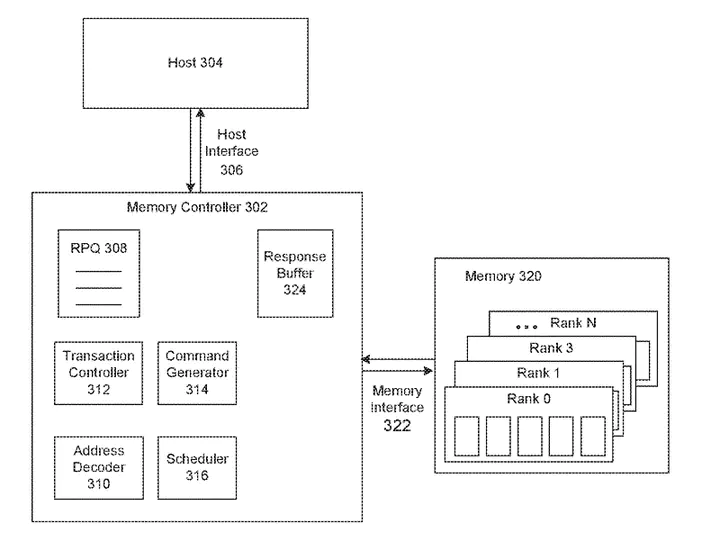 Host 304
Host
Interface
306
Memory Controller 302
RPQ 308
Response
Buffer
324
Transaction
Controller
312
Command
Generator
314
Address
Decoder
310
Scheduler
316
Memory
Interface
322
Memory 320
... Rank N
Rank 3
Rank 1
Rank 0